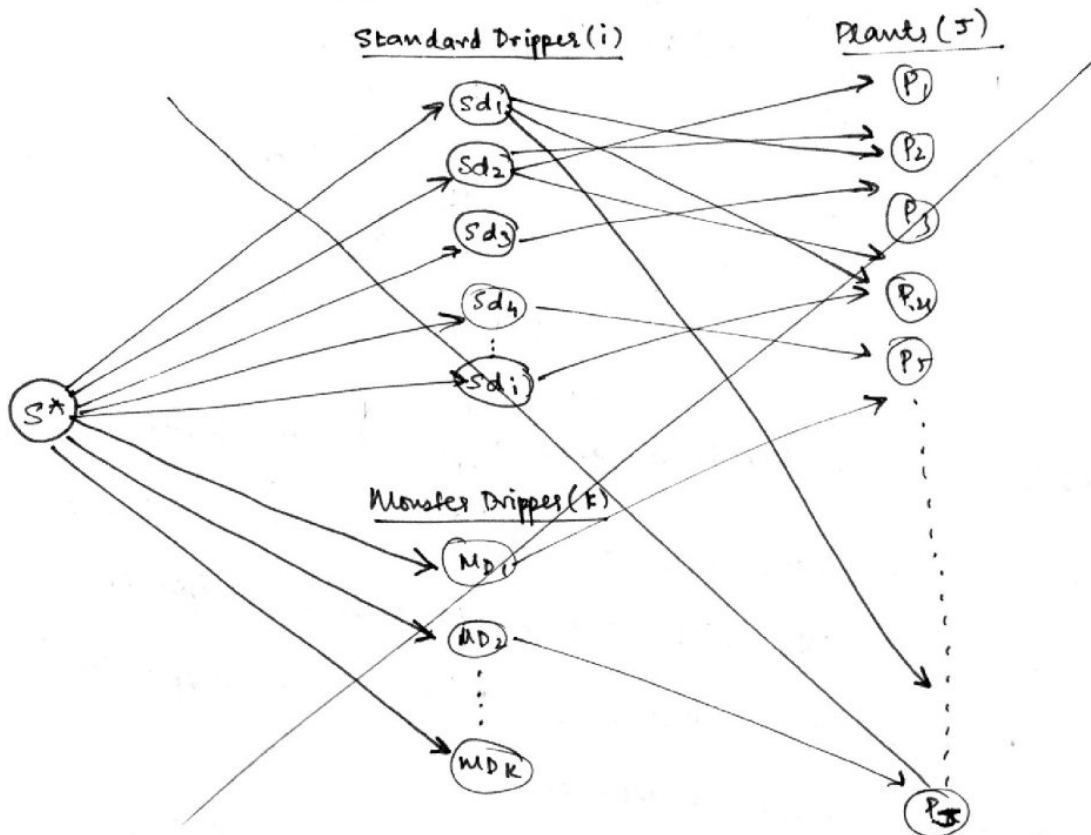 Standard Dripper (i)
Plants (J)
Sd1
Sd2
Sd3
Sd4
Sdi
S*
Monster Dripper (K)
MD1
MD2
MDK
P1
P2
P3
P4
P5